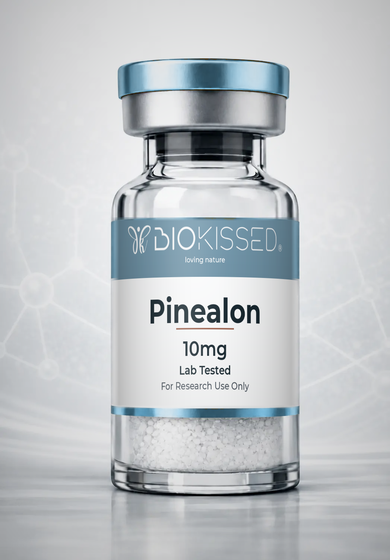 BIOKISSED®
loving nature
Pinealon
10mg
Lab Tested
For Research Use Only